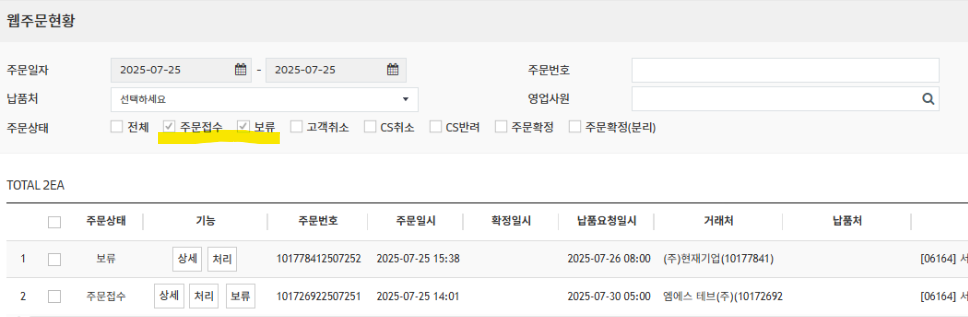 웹주문현황
주문일자 2025-07-25 - 2025-07-25 주문번호
납품처 선택하세요 영업사원
주문상태 전체 주문접수 보류 고객취소 CS취소 CS반려 주문확정 주문확정(분리)
TOTAL 2EA
주문상태 기능 주문번호 주문일시 확정일시 납품요청일시 거래처 납품처
1 보류 상세 처리 101778412507252 2025-07-25 15:38 2025-07-26 08:00 (주)현재기업(10177841) [06164] 서
2 주문접수 상세 처리 보류 101726922507251 2025-07-25 14:01 2025-07-30 05:00 엠에스 테브(주)(10172692 [06164] 서